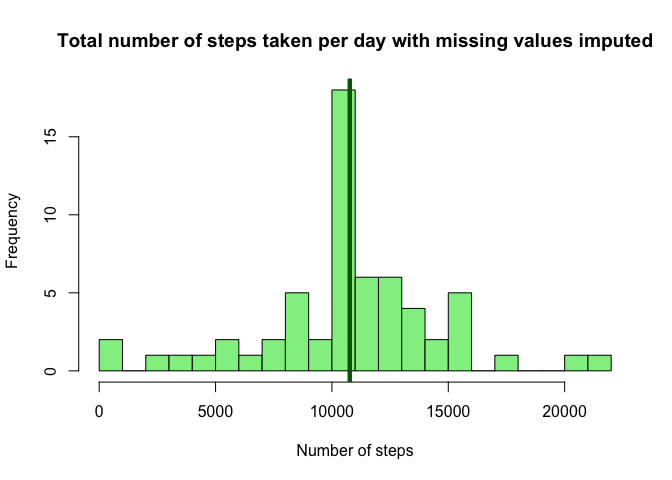 Total number of steps taken per day with missing values imputed
Frequency
15
10
5
0
0 5000 10000 15000 20000
Number of steps